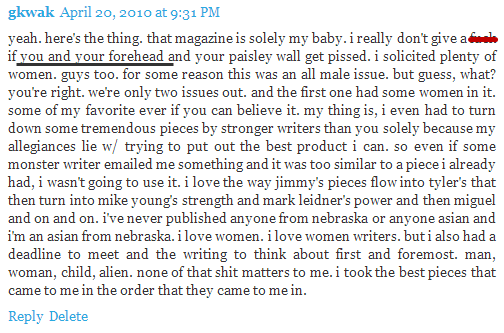 gkwak April 20, 2010 at 9:31 PM
yeah. here's the thing. that magazine is solely my baby. i really don't give a
if you and your forehead and your paisley wall get pissed. i solicited plenty of
women. guys too. for some reason this was an all male issue. but guess, what?
you're right. we're only two issues out. and the first one had some women in it.
some of my favorite ever if you can believe it. my thing is, i even had to turn
down some tremendous pieces by stronger writers than you solely because my
allegiances lie w/ trying to put out the best product i can. so even if some
monster writer emailed me something and it was too similar to a piece i already
had, i wasn't going to use it. i love the way jimmy's pieces flow into tyler's that
then turn into mike young's strength and mark leidner's power and then miguel
and on and on. i've never published anyone from nebraska or anyone asian and
i'm an asian from nebraska. i love women. i love women writers. but i also had a
deadline to meet and the writing to think about first and foremost. man,
woman, child, alien. none of that shit matters to me. i took the best pieces that
came to me in the order that they came to me in.
Reply Delete